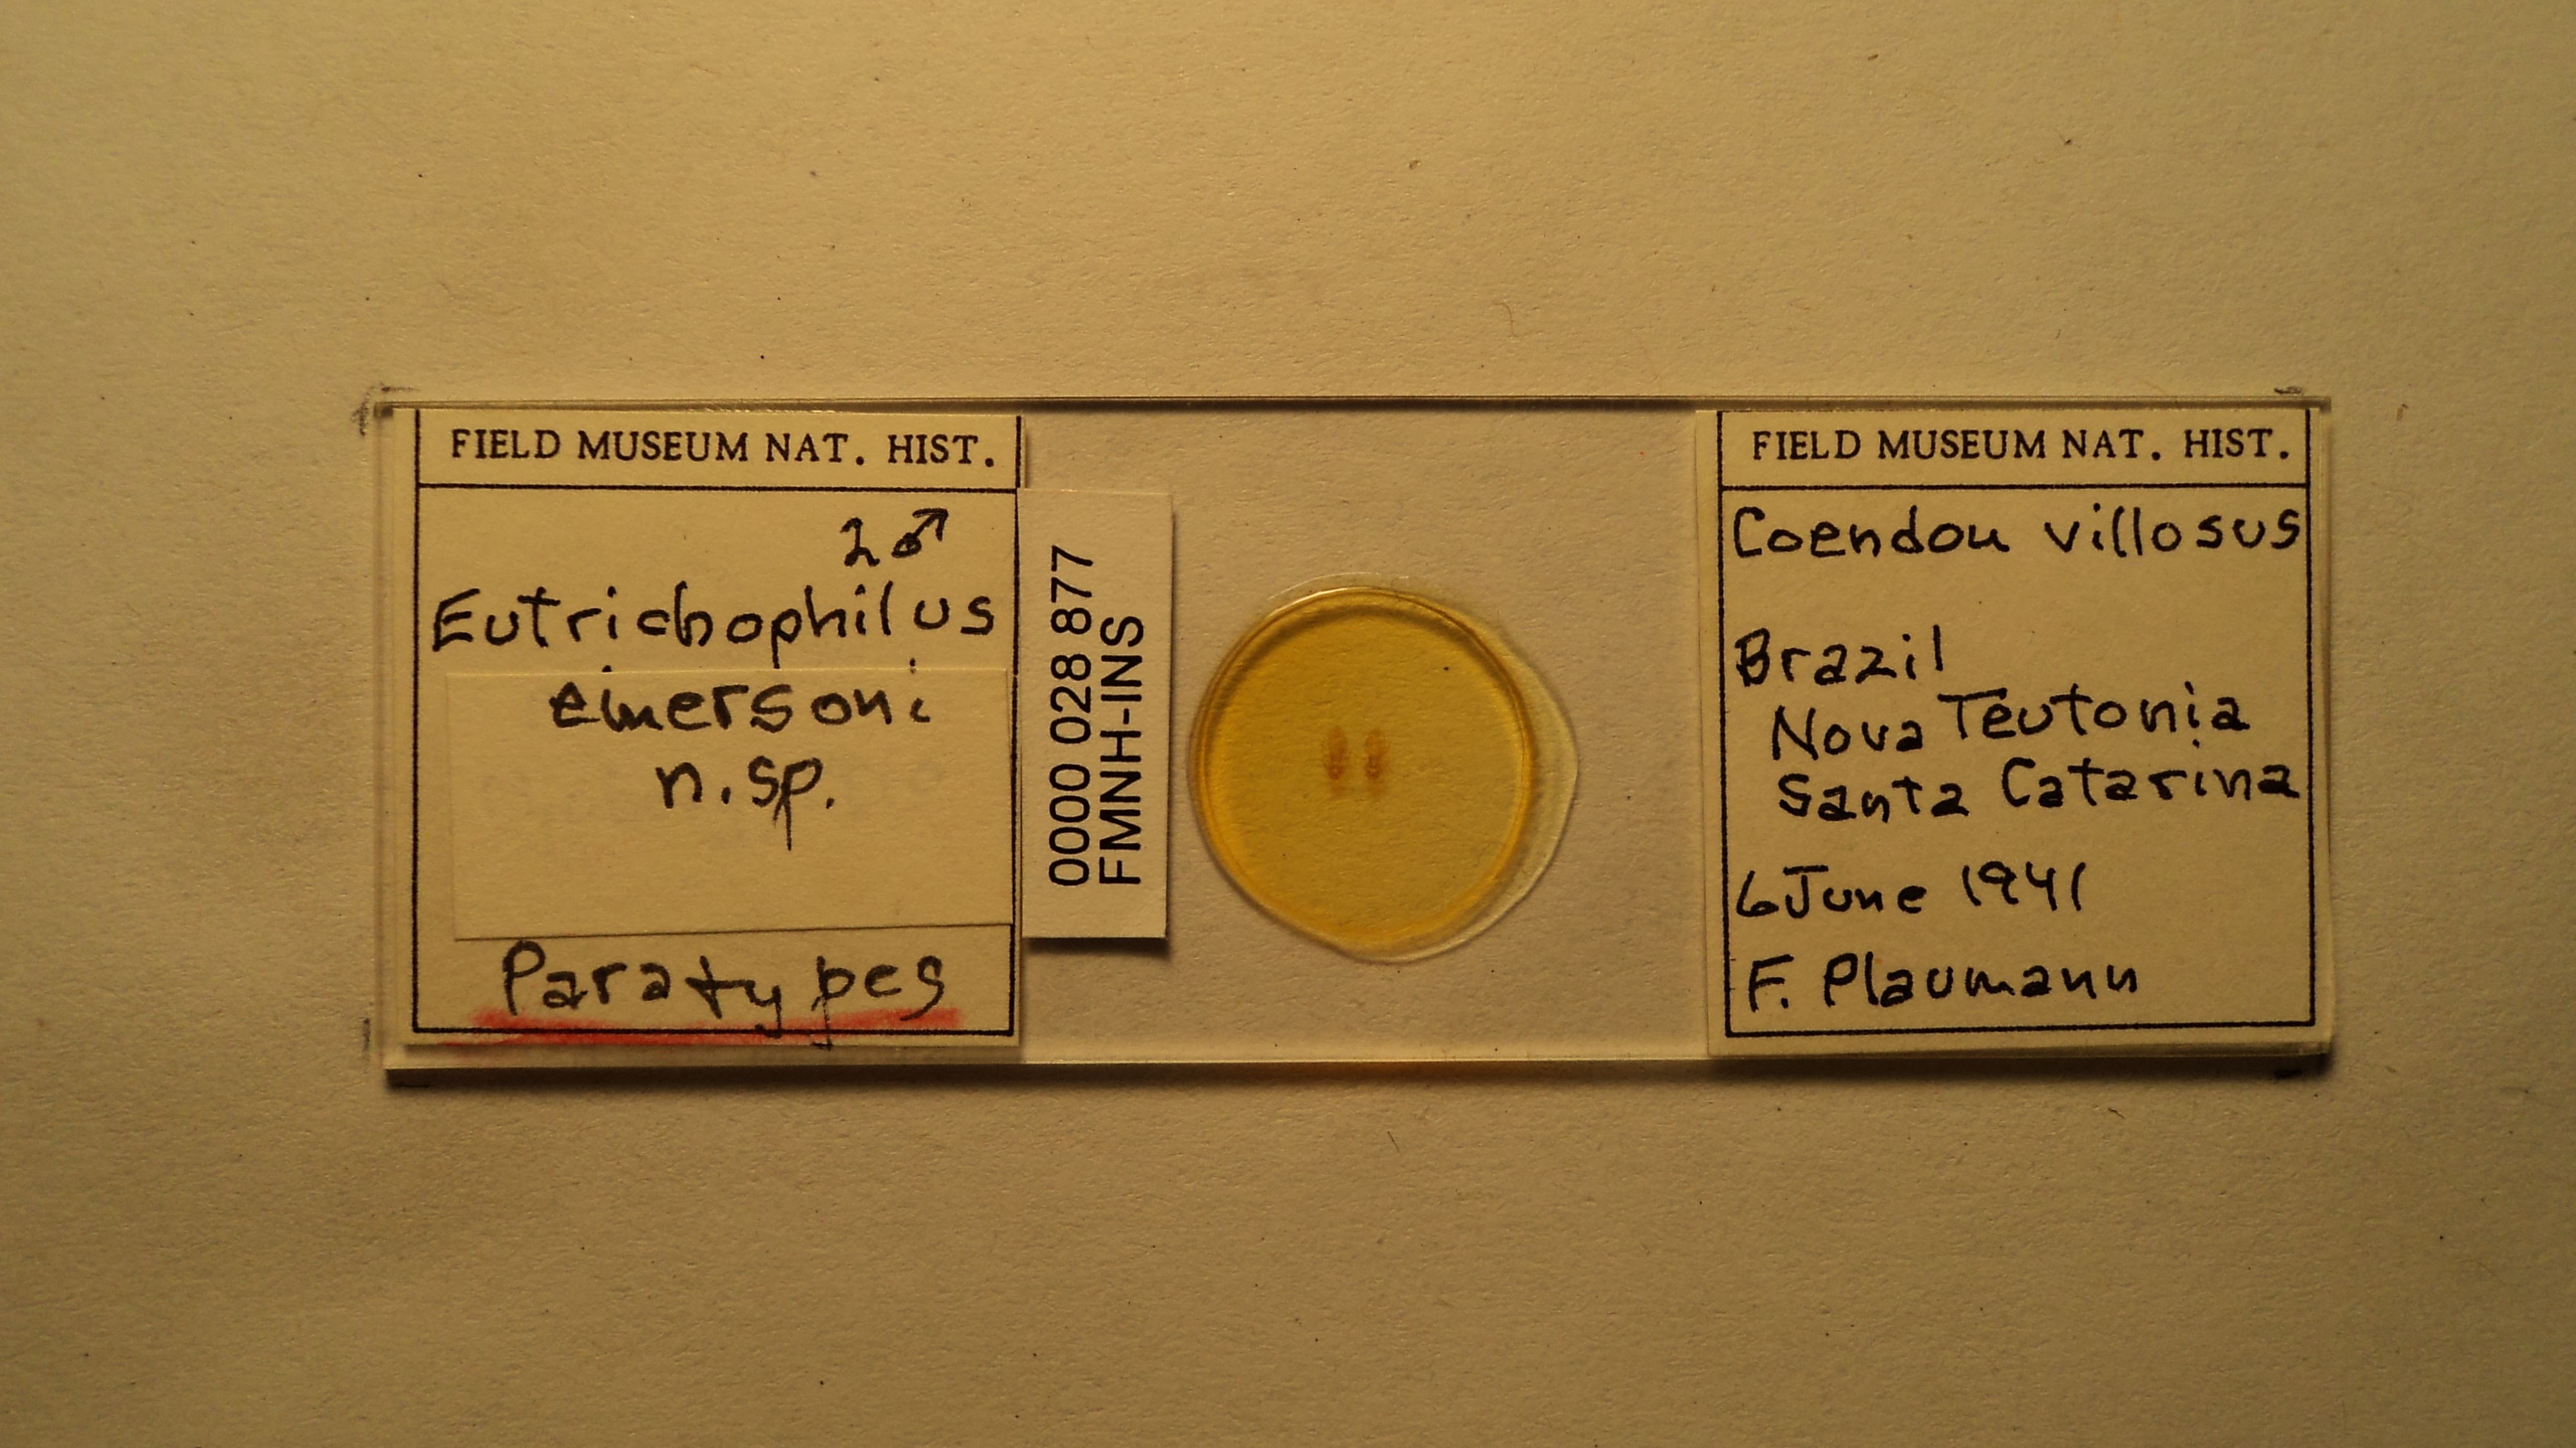 FIELD MUSEUM NAT. HIST.
2♂
Eutrichophilus
emersoni
n.sp.
Paratypes
0000 028 877
FMNH-INS
FIELD MUSEUM NAT. HIST.
Coendou villosus
Brazil
Nova Teutonia
Santa Catarina
6 June 1941
F. Plaumann